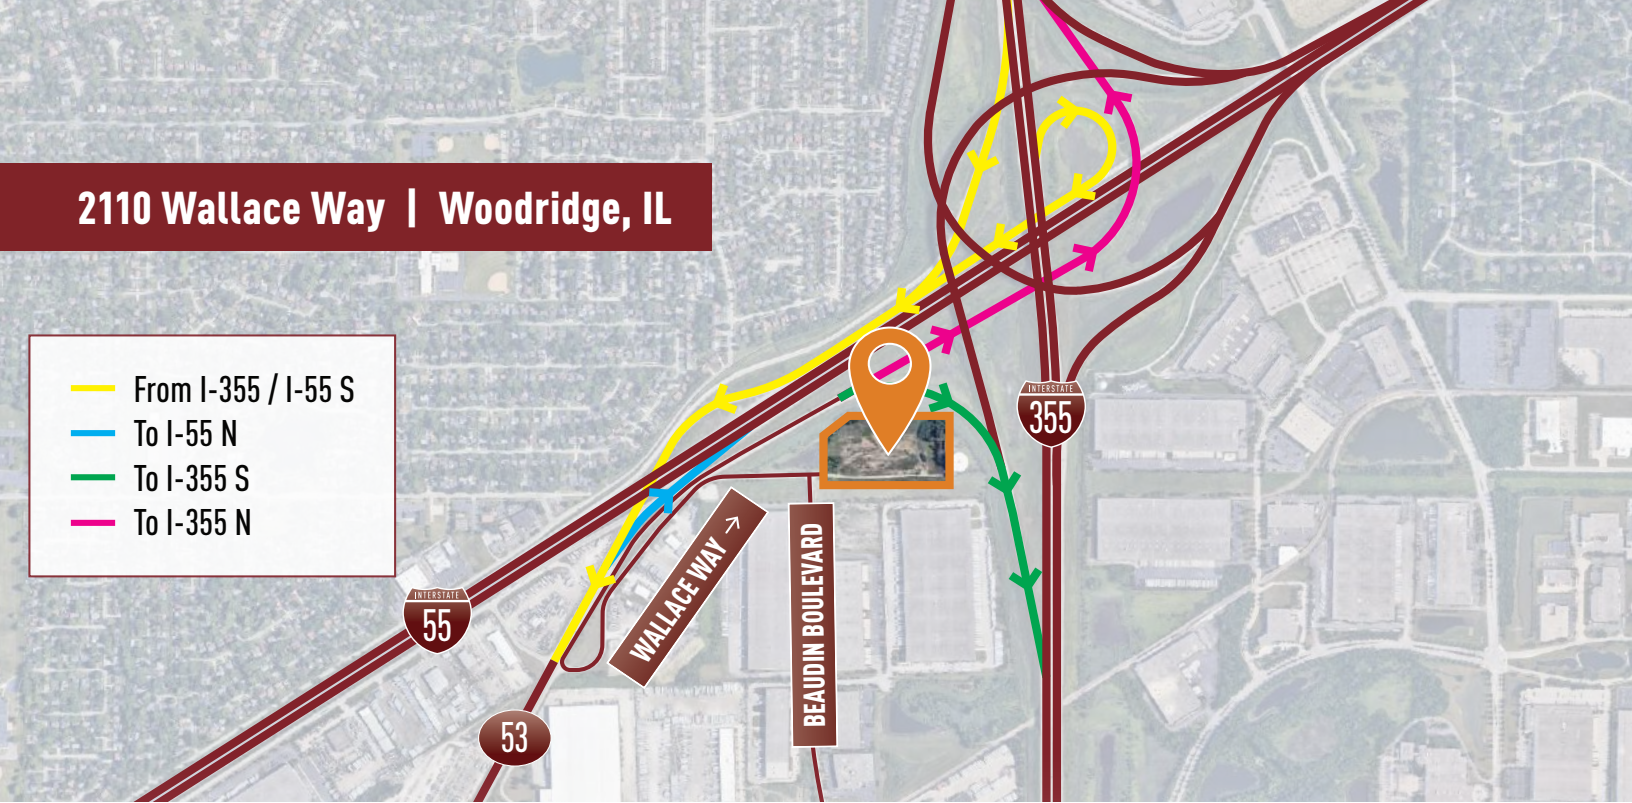 2110 Wallace Way | Woodridge, IL
From I-355 / I-55 S
To I-55 N
To I-355 S
To I-355 N
INTERSTATE
355
INTERSTATE
55
WALLACE WAY →
BEAUDIN BOULEVARD
53